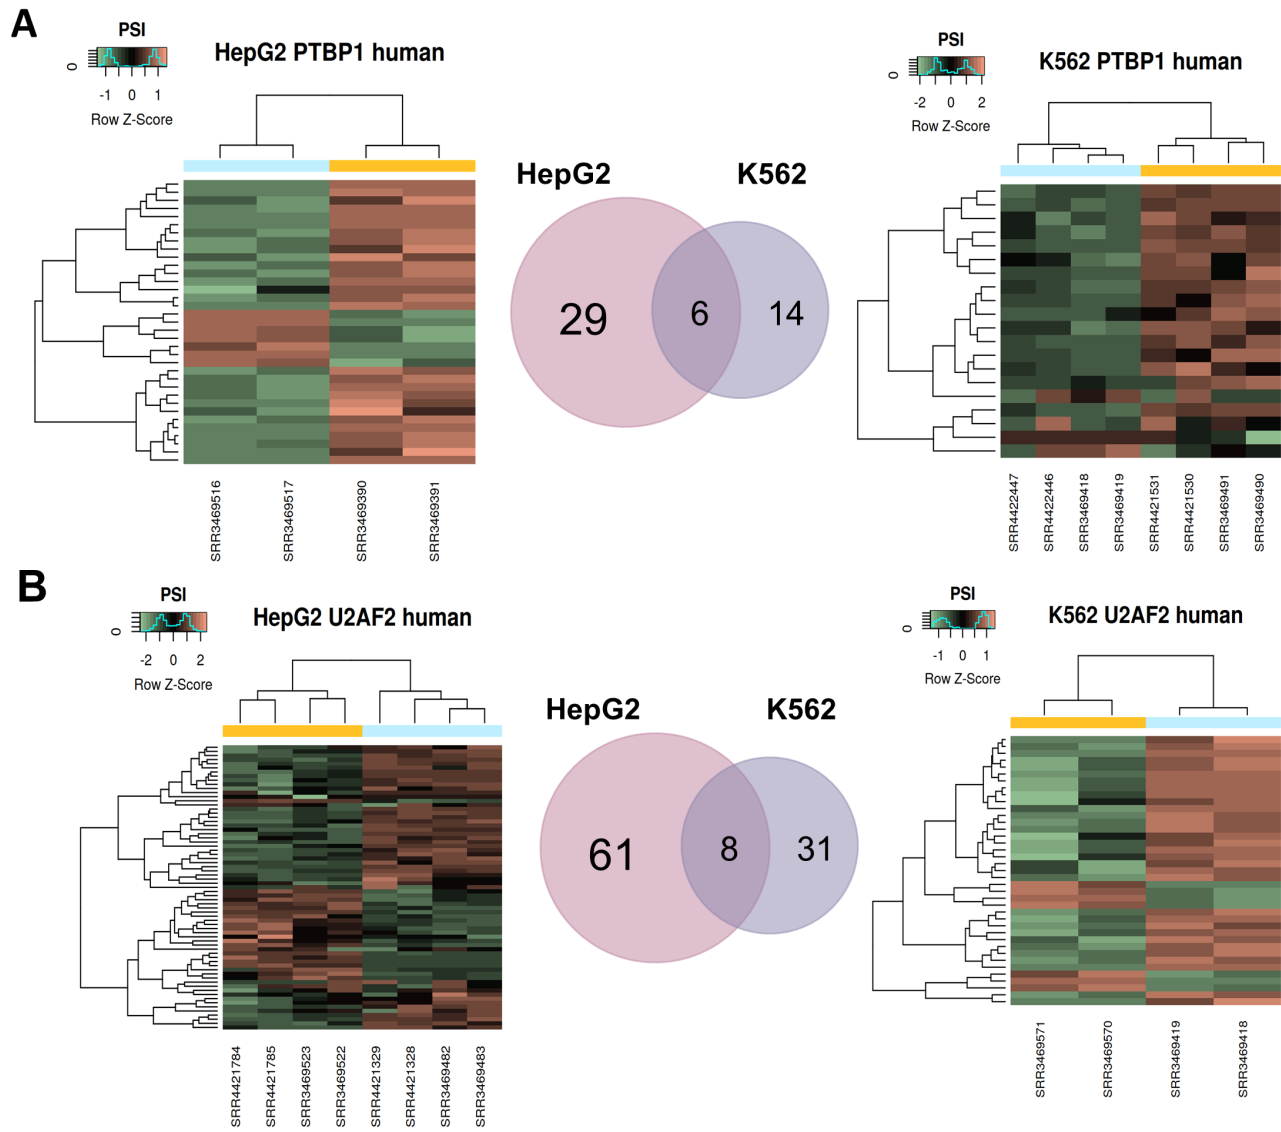 A
PSI
0
-1 0 1
Row Z-Score
HepG2 PTBP1 human
SRR3469516
SRR3469517
SRR3469390
SRR3469391
HepG2
K562
29
6
14
PSI
0
-2 0 2
Row Z-Score
K562 PTBP1 human
SRR4422447
SRR4422446
SRR3469418
SRR3469419
SRR4421531
SRR4421530
SRR3469491
SRR3469490
B
PSI
0
-2 0 2
Row Z-Score
HepG2 U2AF2 human
SRR4421784
SRR4421785
SRR3469523
SRR3469522
SRR4421329
SRR4421328
SRR3469482
SRR3469483
HepG2
K562
61
8
31
PSI
0
-1 0 1
Row Z-Score
K562 U2AF2 human
SRR3469571
SRR3469570
SRR3469419
SRR3469418